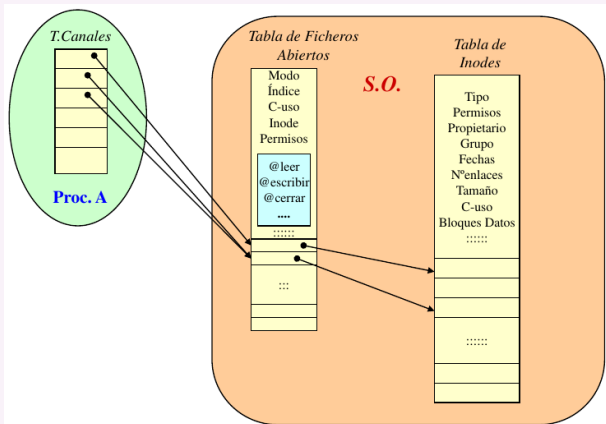 T.Canales
Proc. A
Tabla de Ficheros
Abiertos
Modo
Índice
C-uso
Inode
Permisos
@leer
@escribir
@cerrar
....
::::::
:::
S.O.
Tabla de
Inodes
Tipo
Permisos
Propietario
Grupo
Fechas
Nºenlaces
Tamaño
C-uso
Bloques Datos
::::::
::::::